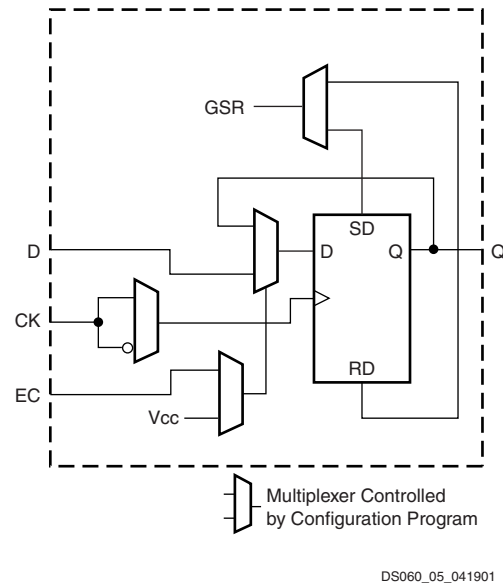 GSR
SD
D
D
Q
Q
CK
EC
RD
Vcc
Multiplexer Controlled
by Configuration Program
DS060_05_041901